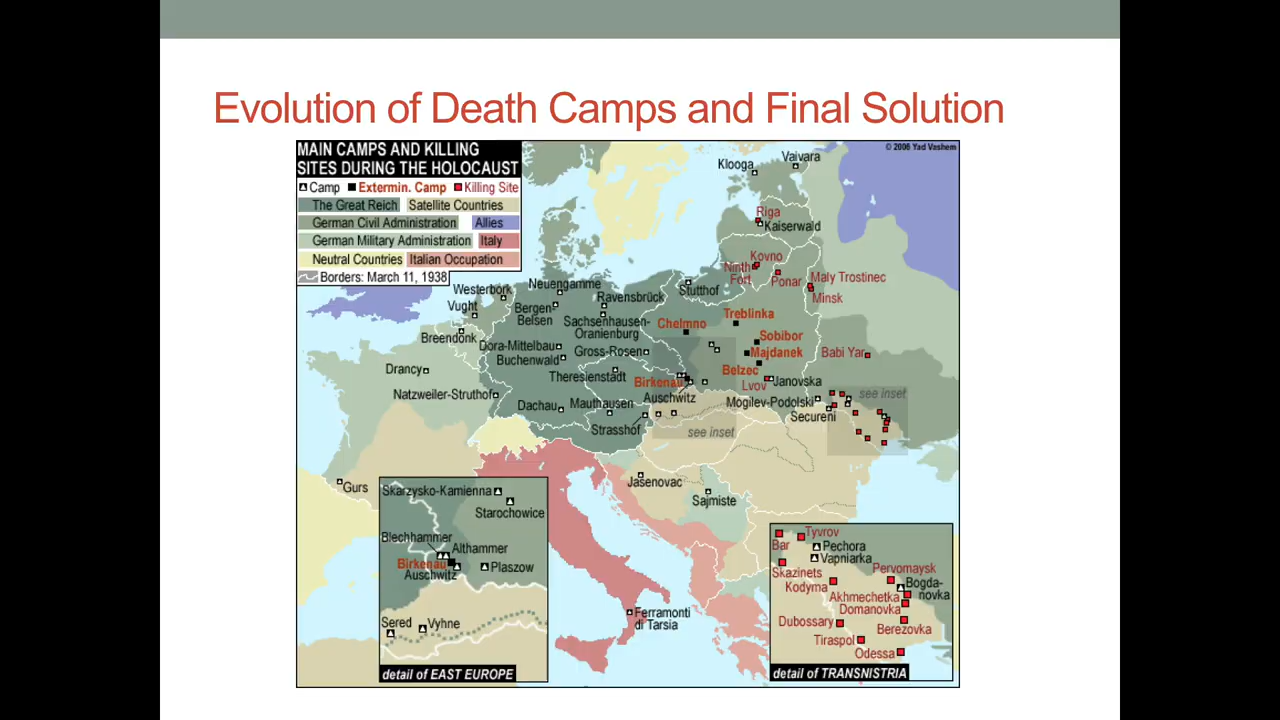 Evolution of Death Camps and Final Solution
MAIN CAMPS AND KILLING
SITES DURING THE HOLOCAUST
© 2006 Yad Vashem
Camp Extermin. Camp Killing Site
The Great Reich Satellite Countries
German Civil Administration Allies
German Military Administration Italy
Neutral Countries Italian Occupation
Borders: March 11, 1938
Klooga
Vaivara
Riga
Kaiserwald
Kovno
Ninth
Fort
Ponar
Maly Trostinec
Minsk
Westerbork
Neuengamme
Vught
Bergen-
Belsen
Ravensbrück
Stutthof
Sachsenhausen-
Oranienburg
Chelmno
Treblinka
Breendonk
Sobibor
Dora-Mittelbau
Buchenwald
Gross-Rosen
Majdanek
Babi Yar
Drancy
Theresienstadt
Belzec
Birkenau
Lvov
Janovska
Natzweiler-Struthof
Auschwitz
see inset
Dachau
Mauthausen
Mogilev-Podolski
Secureni
Strasshof
see inset
Gurs
Jasenovac
Sajmiste
Ferramonti
di Tarsia
Skarzysko-Kamienna
Starochowice
Blechhammer
Althammer
Birkenau
Auschwitz
Plaszow
Sered
Vyhne
detail of EAST EUROPE
Tyvrov
Bar
Pechora
Vapniarka
Skazinets
Pervomaysk
Kodyma
Bogda-
novka
Akhmechetka
Domanovka
Dubossary
Berezovka
Tiraspol
Odessa
detail of TRANSNISTRIA